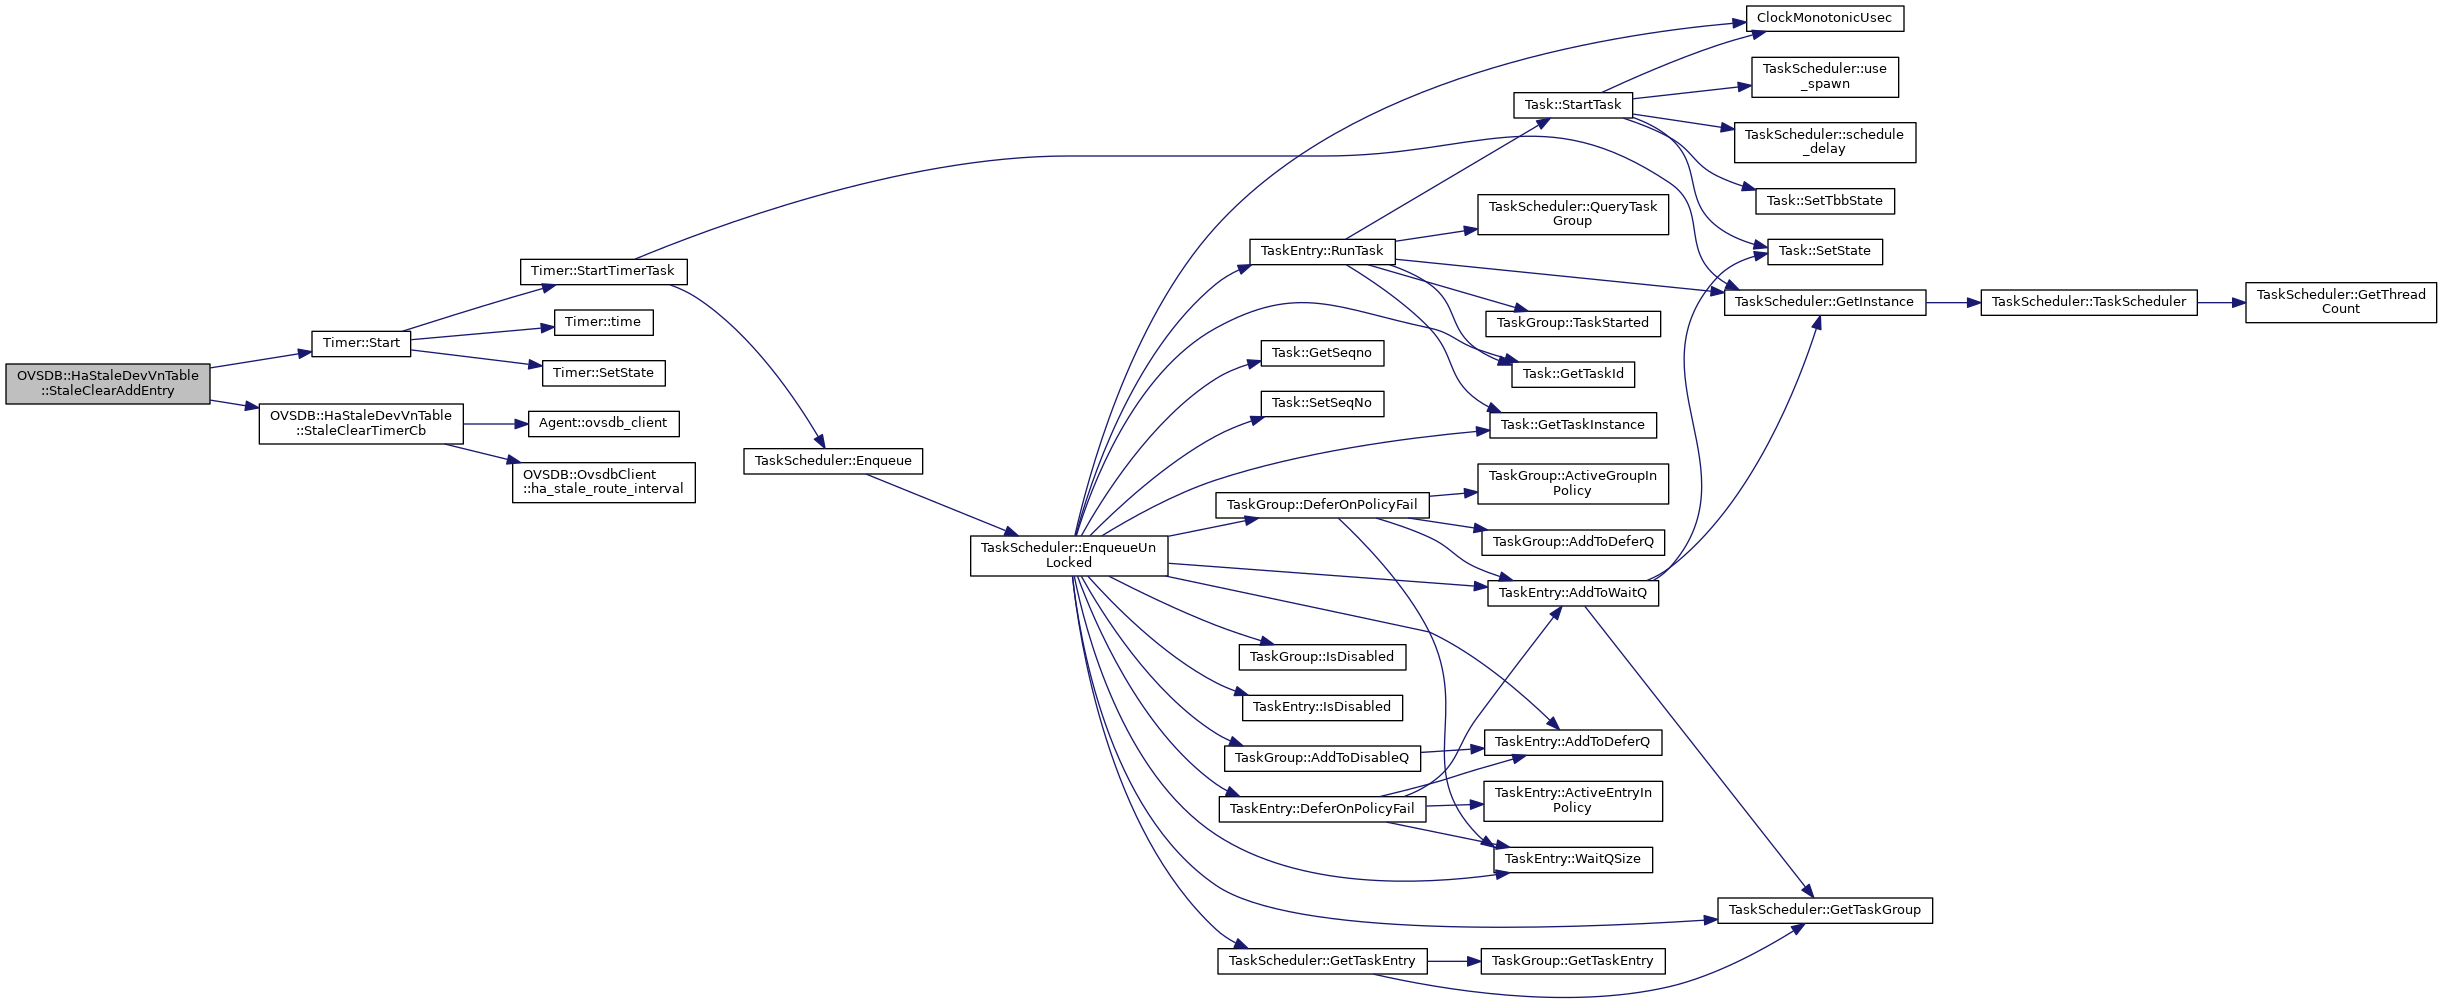 OVSDB::HaStaleDevVnTable
::StaleClearAddEntry
Timer::Start
OVSDB::HaStaleDevVnTable
::StaleClearTimerCb
Timer::StartTimerTask
Timer::time
Timer::SetState
Agent::ovsdb_client
OVSDB::OvsdbClient
::ha_stale_route_interval
TaskScheduler::Enqueue
TaskScheduler::EnqueueUn
Locked
TaskEntry::RunTask
Task::GetSeqno
Task::SetSeqNo
TaskGroup::DeferOnPolicyFail
TaskGroup::IsDisabled
TaskEntry::IsDisabled
TaskGroup::AddToDisableQ
TaskEntry::DeferOnPolicyFail
TaskScheduler::GetTaskEntry
Task::StartTask
TaskScheduler::QueryTask
Group
TaskGroup::TaskStarted
Task::GetTaskId
Task::GetTaskInstance
TaskGroup::ActiveGroupIn
Policy
TaskGroup::AddToDeferQ
TaskEntry::AddToWaitQ
TaskEntry::AddToDeferQ
TaskEntry::ActiveEntryIn
Policy
TaskEntry::WaitQSize
TaskGroup::GetTaskEntry
ClockMonotonicUsec
TaskScheduler::use
_spawn
TaskScheduler::schedule
_delay
Task::SetTbbState
Task::SetState
TaskScheduler::GetInstance
TaskScheduler::GetTaskGroup
TaskScheduler::TaskScheduler
TaskScheduler::GetThread
Count